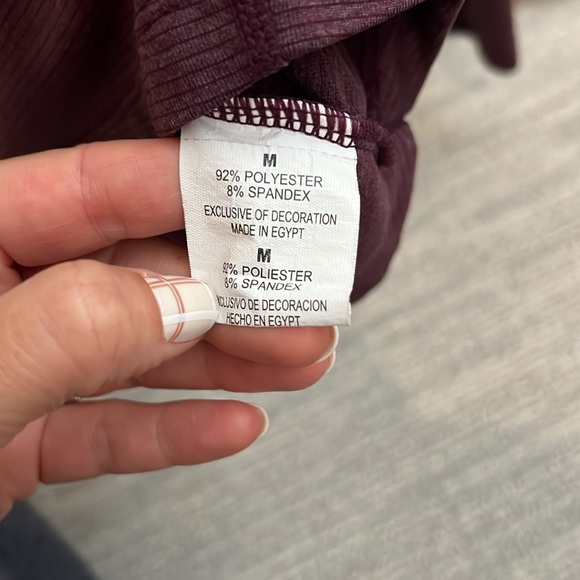 M
92% POLYESTER
8% SPANDEX
EXCLUSIVE OF DECORATION
MADE IN EGYPT
M
92% POLIESTER
8% SPANDEX
DE DECORACION
HECHO EN EGYPT